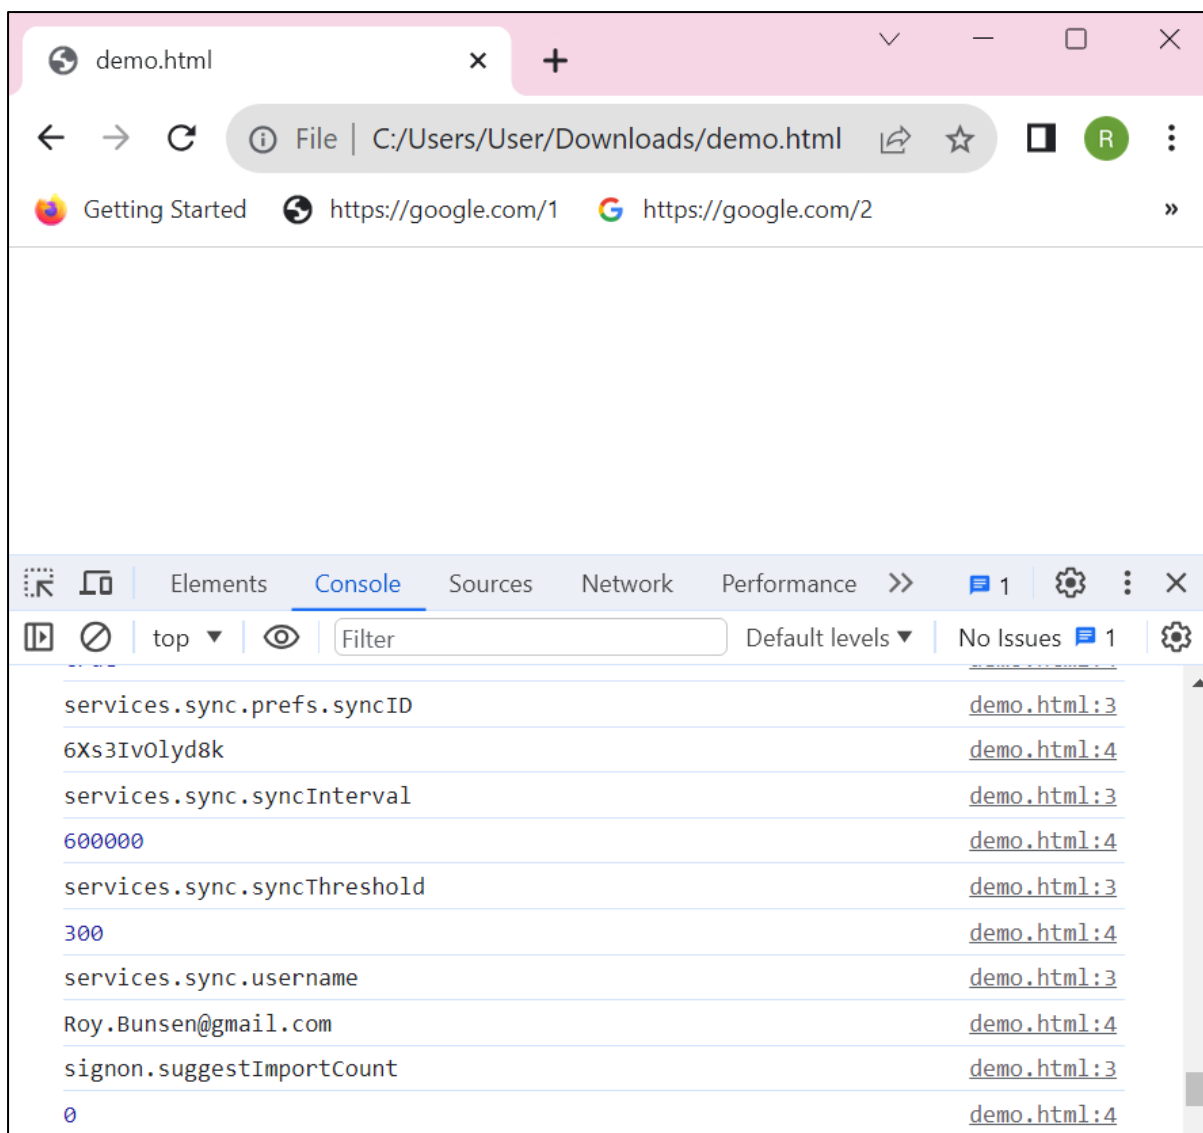 demo.html
File | C:/Users/User/Downloads/demo.html R
Getting Started https://google.com/1 https://google.com/2 »
Elements Console Sources Network Performance 1
top Filter Default levels No Issues 1
services.sync.prefs.syncID demo.html:3
6Xs3IvOlyd8k demo.html:4
services.sync.syncInterval demo.html:3
600000 demo.html:4
services.sync.syncThreshold demo.html:3
300 demo.html:4
services.sync.username demo.html:3
Roy.Bunsen@gmail.com demo.html:4
signon.suggestImportCount demo.html:3
0 demo.html:4